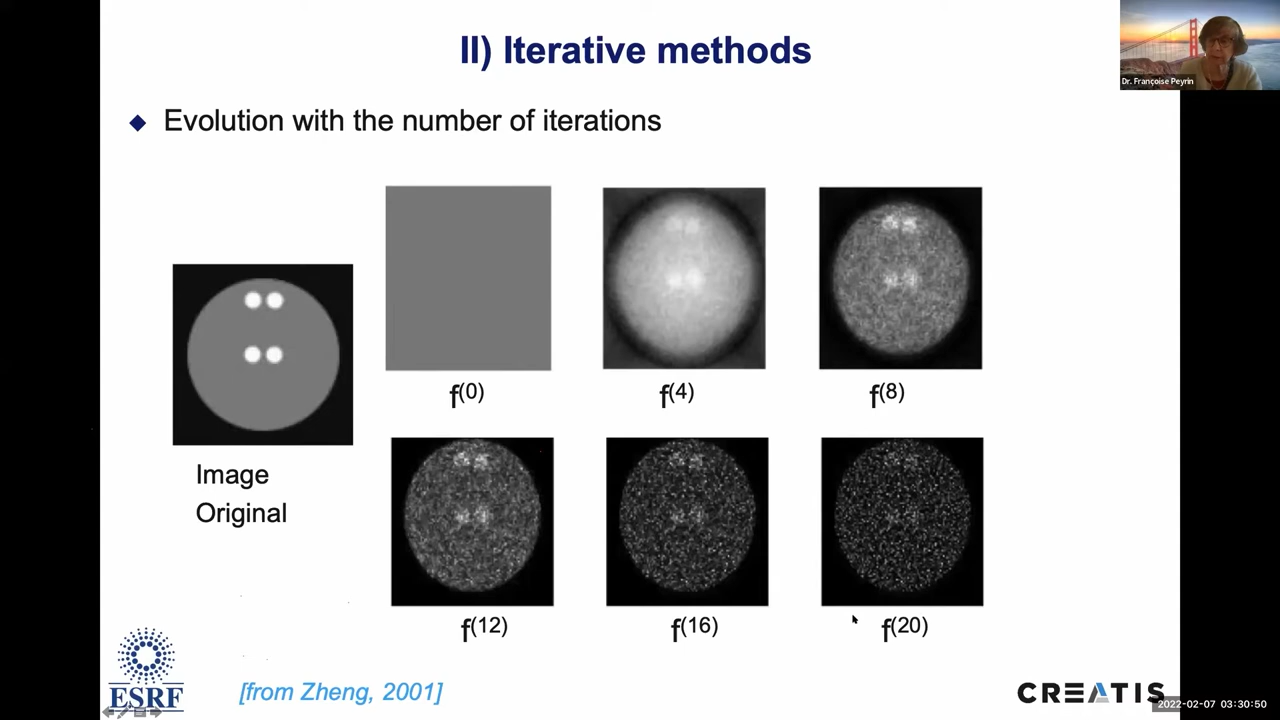 II) Iterative methods
Dr. Françoise Peyrin
Evolution with the number of iterations
f(0)
f(4)
f(8)
Image
Original
f(12)
f(16)
f(20)
ESRF
[from Zheng, 2001]
CREATIS
2022-02-07 03:30:50